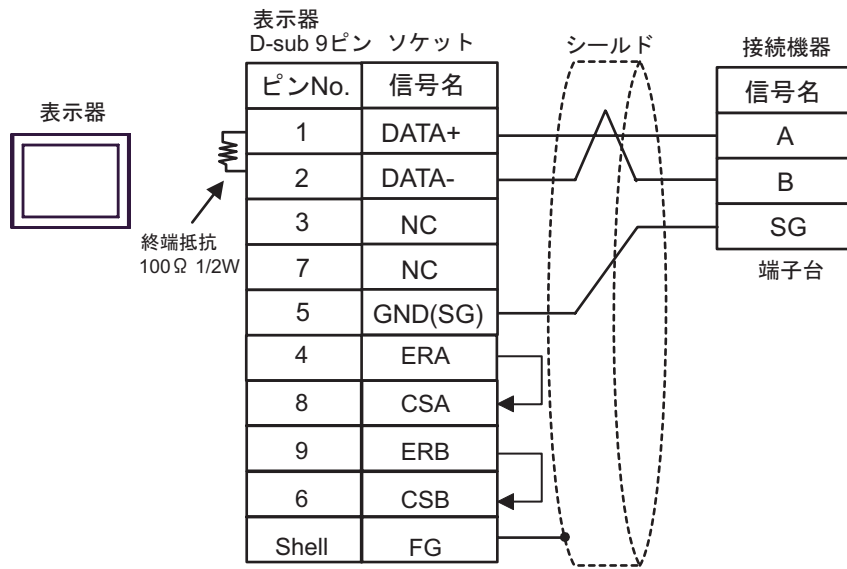 表示器
D-sub 9ピン ソケット
シールド
接続機器
表示器
ピンNo. 信号名
1 DATA+
2 DATA-
3 NC
7 NC
5 GND(SG)
4 ERA
8 CSA
9 ERB
6 CSB
Shell FG
終端抵抗
100Ω 1/2W
信号名
A
B
SG
端子台